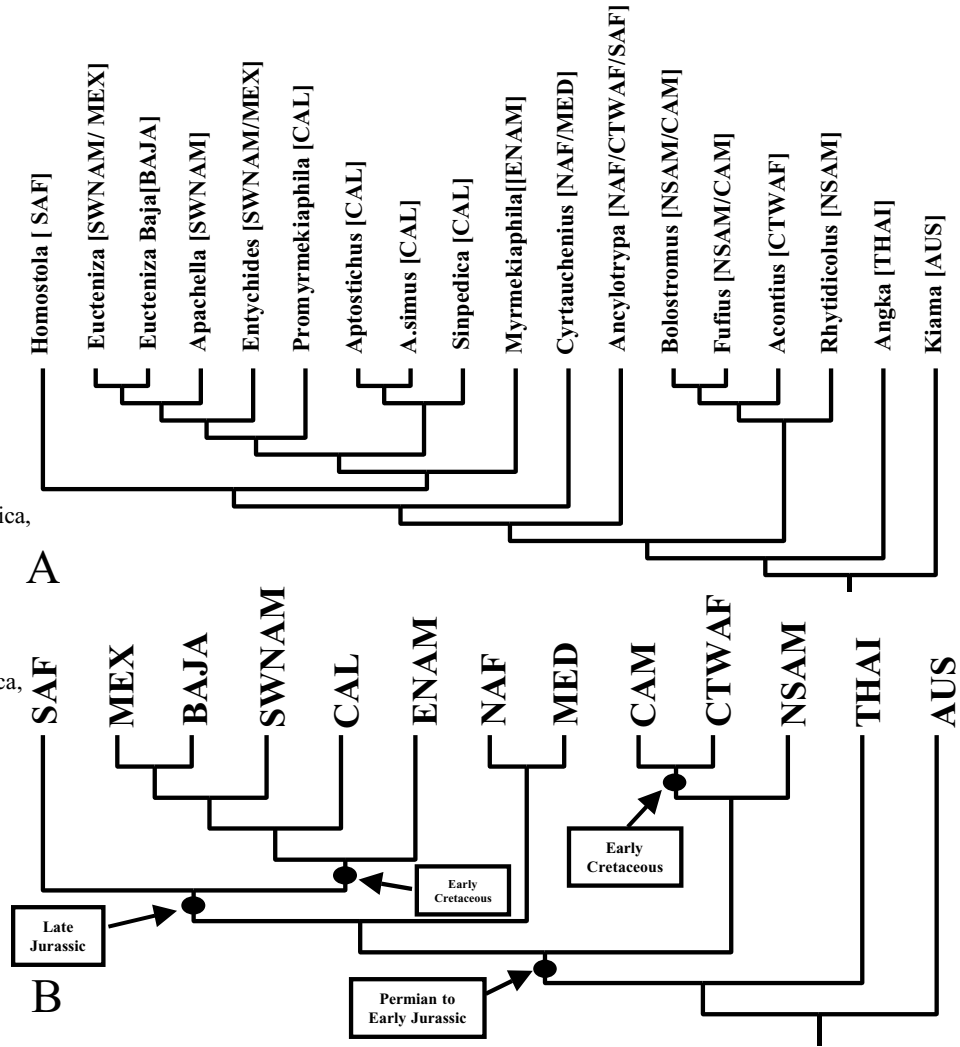 Homostola [ SAF]
Eucteniza [SWNAM/ MEX]
Eucteniza Baja[BAJA]
Apachella [SWNAM]
Entychides [SWNAM/MEX]
Promyrmekiaphila [CAL]
Aptostichus [CAL]
A.simus [CAL]
Sinpedica [CAL]
Myrmekiaphila[[ENAM]
Cyrtauchenius [NAF/MED]
Ancylotrypa [NAF/CTWAF/SAF]
Bolostromus [NSAM/CAM]
Fufius [NSAM/CAM]
Acontius [CTWAF]
Rhytidicolus [NSAM]
Angka [THAI]
Kiama [AUS]
ica,
A
ca,
SAF
MEX
BAJA
SWNAM
CAL
ENAM
NAF
MED
CAM
CTWAF
NSAM
THAI
AUS
Early
Cretaceous
Early
Cretaceous
Late
Jurassic
Permian to
Early Jurassic
B